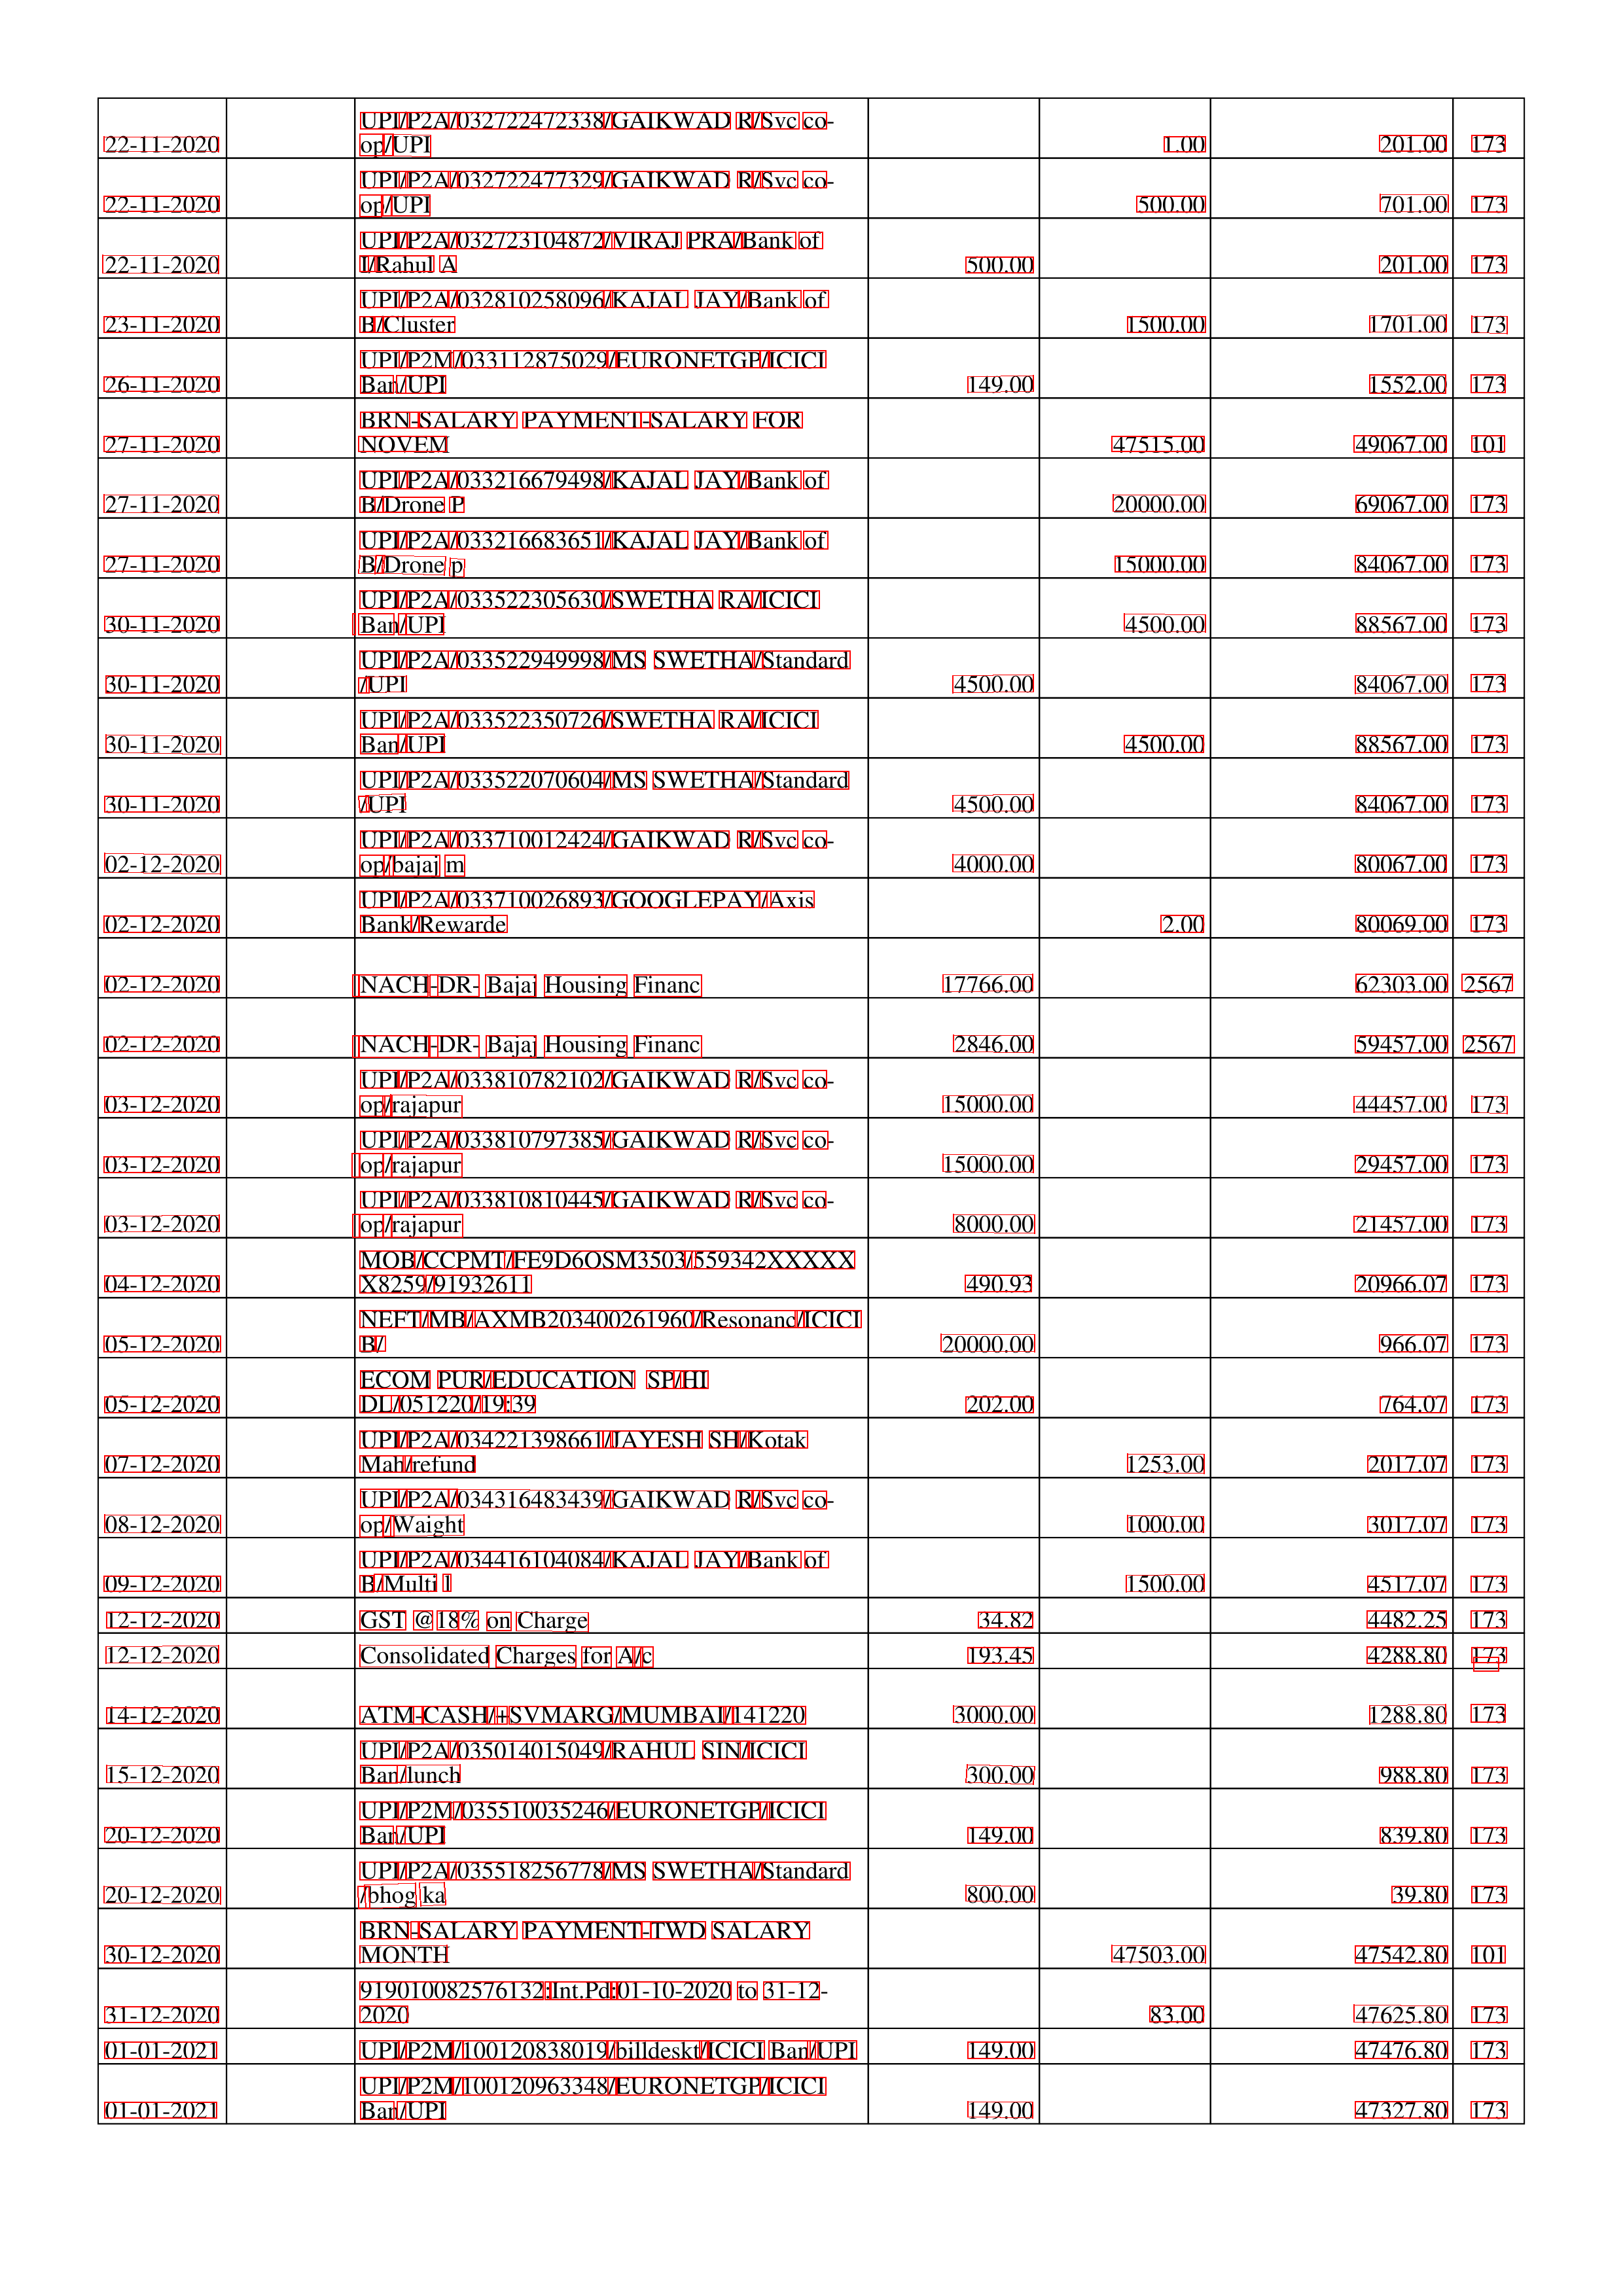 UPI/P2A/032722472338/GAIKWAD R/Svc co-
22-11-2020 op/UPI 1.00 201.00 173
UPI/P2A/032722477329/GAIKWAD R/Svc co-
22-11-2020 op/UPI 500.00 701.00 173
UPI/P2A/032723104872/VIRAJ PRA/Bank of
22-11-2020 I/Rahul A 500.00 201.00 173
UPI/P2A/032810258096/KAJAL JAY/Bank of
23-11-2020 B/Cluster 1500.00 1701.00 173
UPI/P2M/033112875029/EURONETGP/ICICI
26-11-2020 Ban/UPI 149.00 1552.00 173
BRN-SALARY PAYMENT-SALARY FOR
27-11-2020 NOVEM 47515.00 49067.00 101
UPI/P2A/033216679498/KAJAL JAY/Bank of
27-11-2020 B/Drone P 20000.00 69067.00 173
UPI/P2A/033216683651/KAJAL JAY/Bank of
27-11-2020 B/Drone p 15000.00 84067.00 173
UPI/P2A/033522305630/SWETHA RA/ICICI
30-11-2020 Ban/UPI 4500.00 88567.00 173
UPI/P2A/033522949998/MS SWETHA/Standard
30-11-2020 /UPI 4500.00 84067.00 173
UPI/P2A/033522350726/SWETHA RA/ICICI
30-11-2020 Ban/UPI 4500.00 88567.00 173
UPI/P2A/033522070604/MS SWETHA/Standard
30-11-2020 /UPI 4500.00 84067.00 173
UPI/P2A/033710012424/GAIKWAD R/Svc co-
02-12-2020 op/bajaj m 4000.00 80067.00 173
UPI/P2A/033710026893/GOOGLEPAY/Axis
02-12-2020 Bank/Rewarde 2.00 80069.00 173
02-12-2020 NACH-DR- Bajaj Housing Financ 17766.00 62303.00 2567
02-12-2020 NACH-DR- Bajaj Housing Financ 2846.00 59457.00 2567
UPI/P2A/033810782102/GAIKWAD R/Svc co-
03-12-2020 op/rajapur 15000.00 44457.00 173
UPI/P2A/033810797385/GAIKWAD R/Svc co-
03-12-2020 op/rajapur 15000.00 29457.00 173
UPI/P2A/033810810445/GAIKWAD R/Svc co-
03-12-2020 op/rajapur 8000.00 21457.00 173
MOB/CCPMT/FE9D6OSM3503/559342XXXXX
04-12-2020 X8259/91932611 490.93 20966.07 173
NEFT/MB/AXMB203400261960/Resonanc/ICICI
05-12-2020 B/ 20000.00 966.07 173
ECOM PUR/EDUCATION SP/HI
05-12-2020 DL/051220/19:39 202.00 764.07 173
UPI/P2A/034221398661/JAYESH SH/Kotak
07-12-2020 Mah/refund 1253.00 2017.07 173
UPI/P2A/034316483439/GAIKWAD R/Svc co-
08-12-2020 op/Waight 1000.00 3017.07 173
UPI/P2A/034416104084/KAJAL JAY/Bank of
09-12-2020 B/Multi l 1500.00 4517.07 173
12-12-2020 GST @18% on Charge 34.82 4482.25 173
12-12-2020 Consolidated Charges for A/c 193.45 4288.80 173
14-12-2020 ATM-CASH/+SVMARG/MUMBAI/141220 3000.00 1288.80 173
UPI/P2A/035014015049/RAHUL SIN/ICICI
15-12-2020 Ban/lunch 300.00 988.80 173
UPI/P2M/035510035246/EURONETGP/ICICI
20-12-2020 Ban/UPI 149.00 839.80 173
UPI/P2A/035518256778/MS SWETHA/Standard
20-12-2020 /bhog ka 800.00 39.80 173
BRN-SALARY PAYMENT-TWD SALARY
30-12-2020 MONTH 47503.00 47542.80 101
919010082576132:Int.Pd:01-10-2020 to 31-12-
31-12-2020 2020 83.00 47625.80 173
01-01-2021 UPI/P2M/100120838019/billdeskt/ICICI Ban/UPI 149.00 47476.80 173
UPI/P2M/100120963348/EURONETGP/ICICI
01-01-2021 Ban/UPI 149.00 47327.80 173